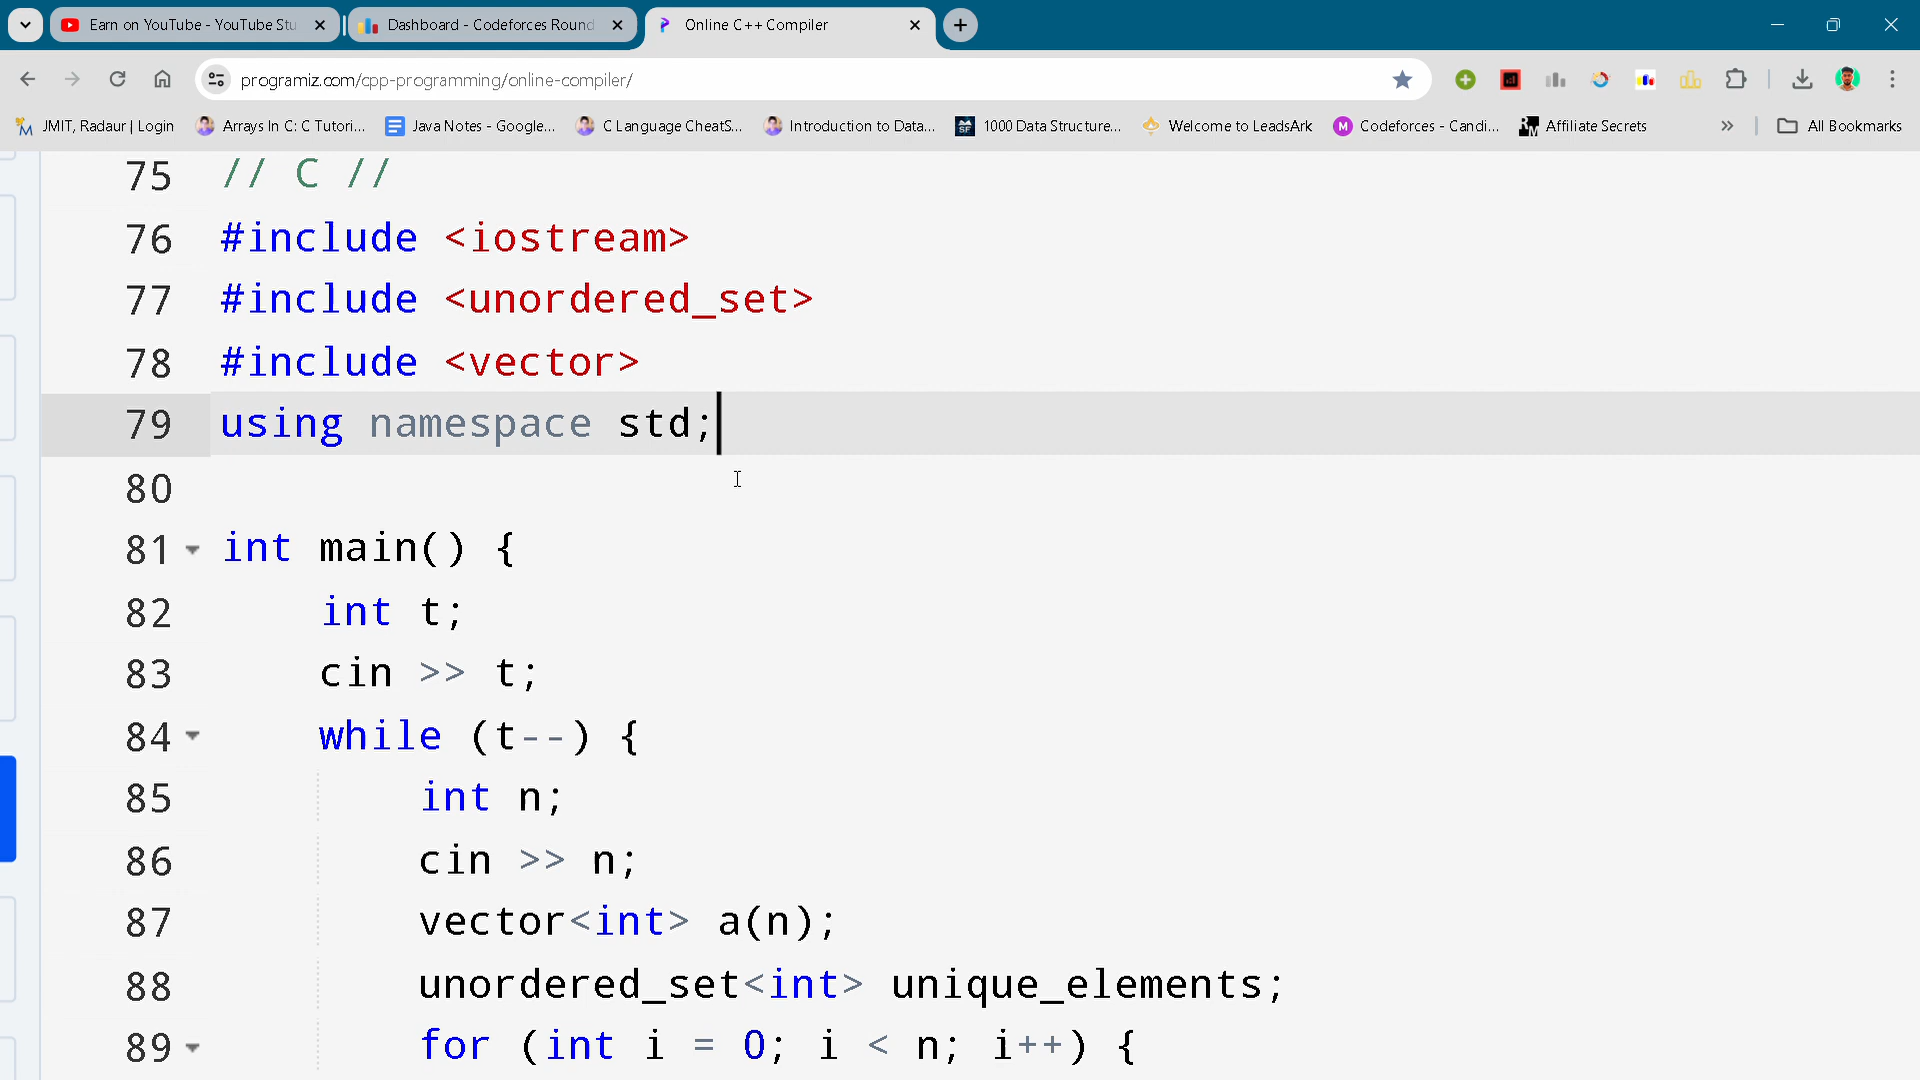 Earn on YouTube - YouTube Stu
Dashboard - Codeforces Round
Online C++ Compiler
programiz.com/cpp-programming/online-compiler/
JMIT, Radaur | Login
Arrays In C: C Tutori...
Java Notes - Google...
C Language CheatS...
Introduction to Data...
1000 Data Structure...
Welcome to LeadsArk
Codeforces - Candi...
Affiliate Secrets
All Bookmarks
75 // C //
76 #include <iostream>
77 #include <unordered_set>
78 #include <vector>
79 using namespace std;
80
81 int main() {
82 int t;
83 cin >> t;
84 while (t--) {
85 int n;
86 cin >> n;
87 vector<int> a(n);
88 unordered_set<int> unique_elements;
89 for (int i = 0; i < n; i++) {